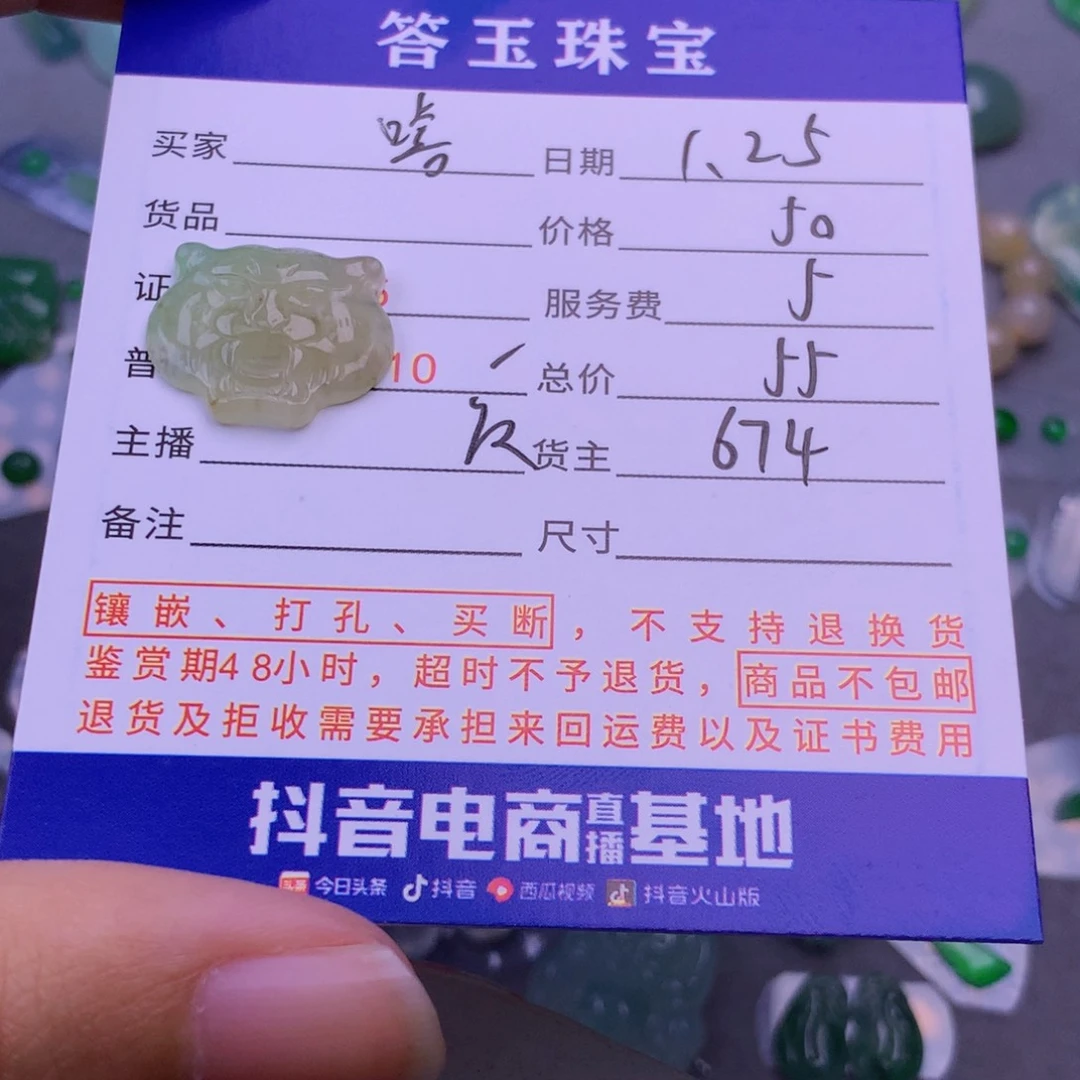 答玉珠宝
买家 嗒 日期 1、25
货品 价格 50
证 5 服务费 5
普 10 总价 55
主播 货主 674
备注 尺寸
镶嵌、打孔、买断，不支持退换货
鉴赏期48小时，超时不予退货，商品不包邮
退货及拒收需要承担来回运费以及证书费用
抖音电商直播基地
头条 今日头条 抖音 西瓜视频 抖音火山版